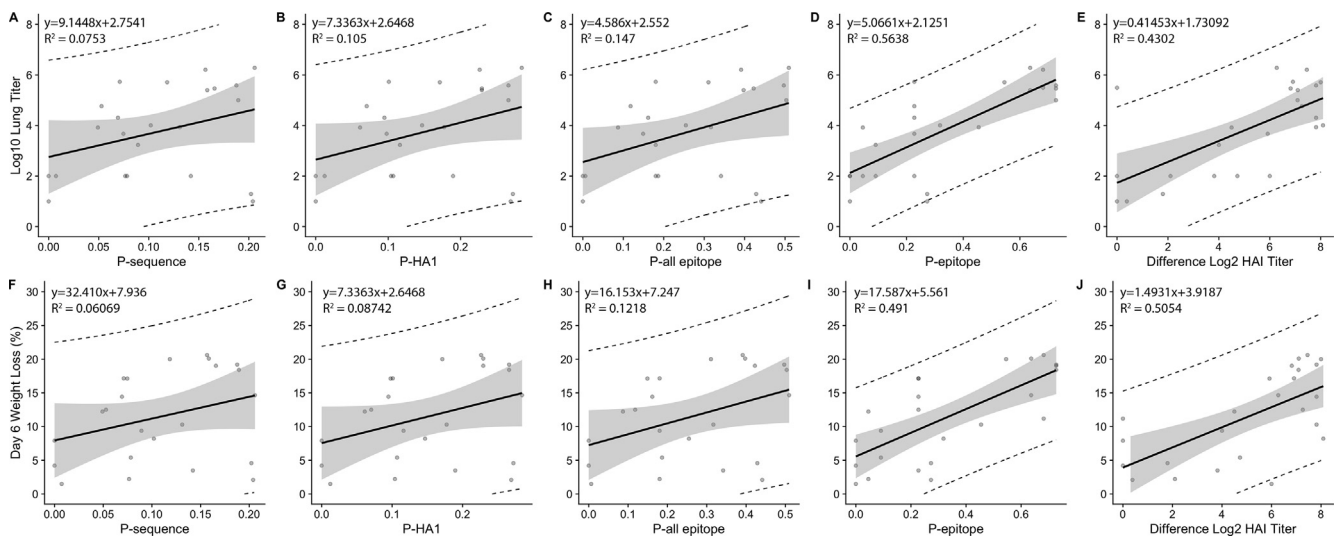 A
y=9.1448x+2.7541
R² = 0.0753
8
6
4
2
0
Log10 Lung Titer
0.00
0.05
0.10
0.15
0.20
P-sequence
B
y=7.3363x+2.6468
R² = 0.105
0.0
0.2
P-HA1
C
y=4.586x+2.552
R² = 0.147
0.0
0.1
0.2
0.3
0.4
0.5
P-all epitope
D
y=5.0661x+2.1251
R² = 0.5638
0.0
0.2
0.4
0.6
P-epitope
E
y=0.41453x+1.73092
R² = 0.4302
0
2
4
6
8
Difference Log2 HAI Titer
F
y=32.410x+7.936
R² = 0.06069
30
25
20
15
10
5
0
Day 6 Weight Loss (%)
0.00
0.05
0.10
0.15
0.20
P-sequence
G
y=7.3363x+2.6468
R² = 0.08742
0.0
0.2
P-HA1
H
y=16.153x+7.247
R² = 0.1218
0.0
0.1
0.2
0.3
0.4
0.5
P-all epitope
I
y=17.587x+5.561
R² = 0.491
0.0
0.2
0.4
0.6
P-epitope
J
y=1.4931x+3.9187
R² = 0.5054
0
2
4
6
8
Difference Log2 HAI Titer